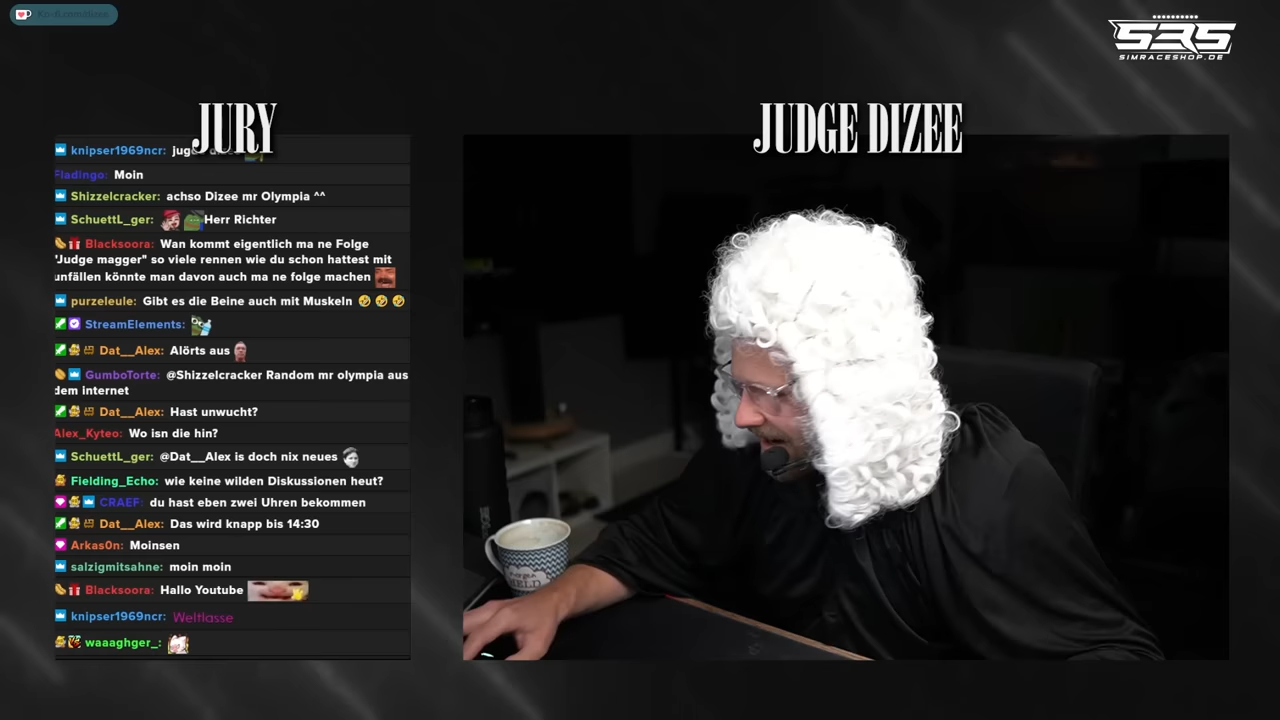 SRS
SIMRACESHOP.DE
JURY
JUDGE DIZEE
knipser1969ncr:
Fladingo: Moin
Shizzelcracker: achso Dizee mr Olympia ^^
SchuettL_ger: Herr Richter
Blacksoora: Wan kommt eigentlich ma ne Folge
"Judge magger" so viele rennen wie du schon hattest mit
unfällen könnte man davon auch ma ne folge machen
purzeleule: Gibt es die Beine auch mit Muskeln 🤣 🤣 🤣
StreamElements:
Dat__Alex: Alörts aus
GumboTorte: @Shizzelcracker Random mr olympia aus
dem internet
Dat__Alex: Hast unwucht?
Alex_Kyteo: Wo isn die hin?
SchuettL_ger: @Dat__Alex is doch nix neues
Fielding_Echo: wie keine wilden Diskussionen heut?
CRAEF: du hast eben zwei Uhren bekommen
Dat__Alex: Das wird knapp bis 14:30
Arkas0n: Moinsen
salzigmitsahne: moin moin
Blacksoora: Hallo Youtube
knipser1969ncr: Weltlasse
waaaghger_: